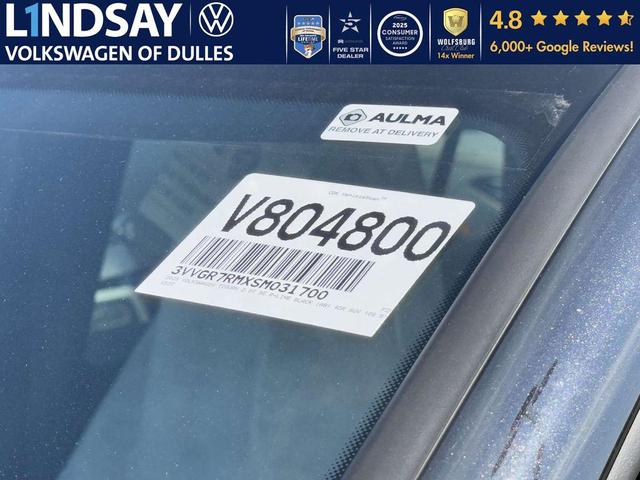 L1NDSAY
VOLKSWAGEN OF DULLES
FIVE STAR
DEALER
2025
CONSUMER
SATISFACTION
AWARD
WOLFSBURG
14x Winner
4.8
6,000+ Google Reviews!
AULMA
REMOVE AT DELIVERY
V804800
3VVGR7RMXSM031700